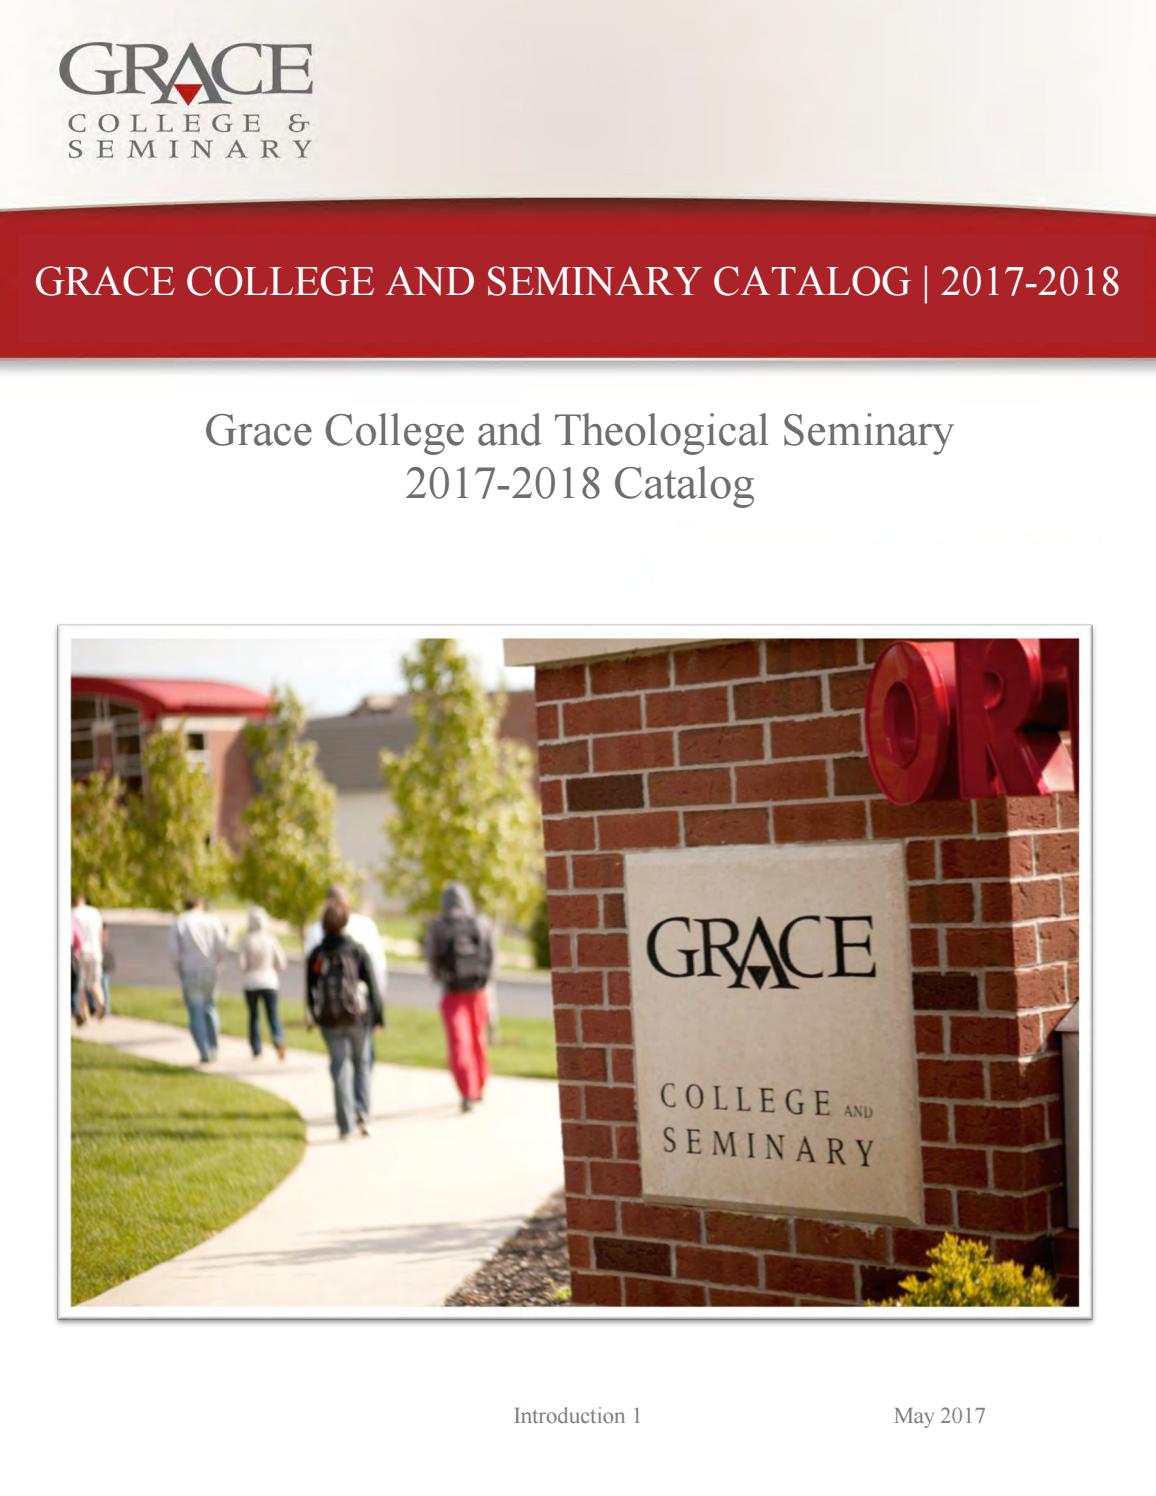 GRACE
COLLEGE &
SEMINARY
GRACE COLLEGE AND SEMINARY CATALOG | 2017-2018
Grace College and Theological Seminary
2017-2018 Catalog
OR
GRACE
COLLEGE AND
SEMINARY
Introduction 1 May 2017